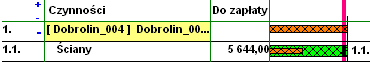 + Czynności Do zapłaty
-
1. - [ Dobrolin_004 ] Dobrolin_00...
1.1. Ściany 5 644,00 1.1.